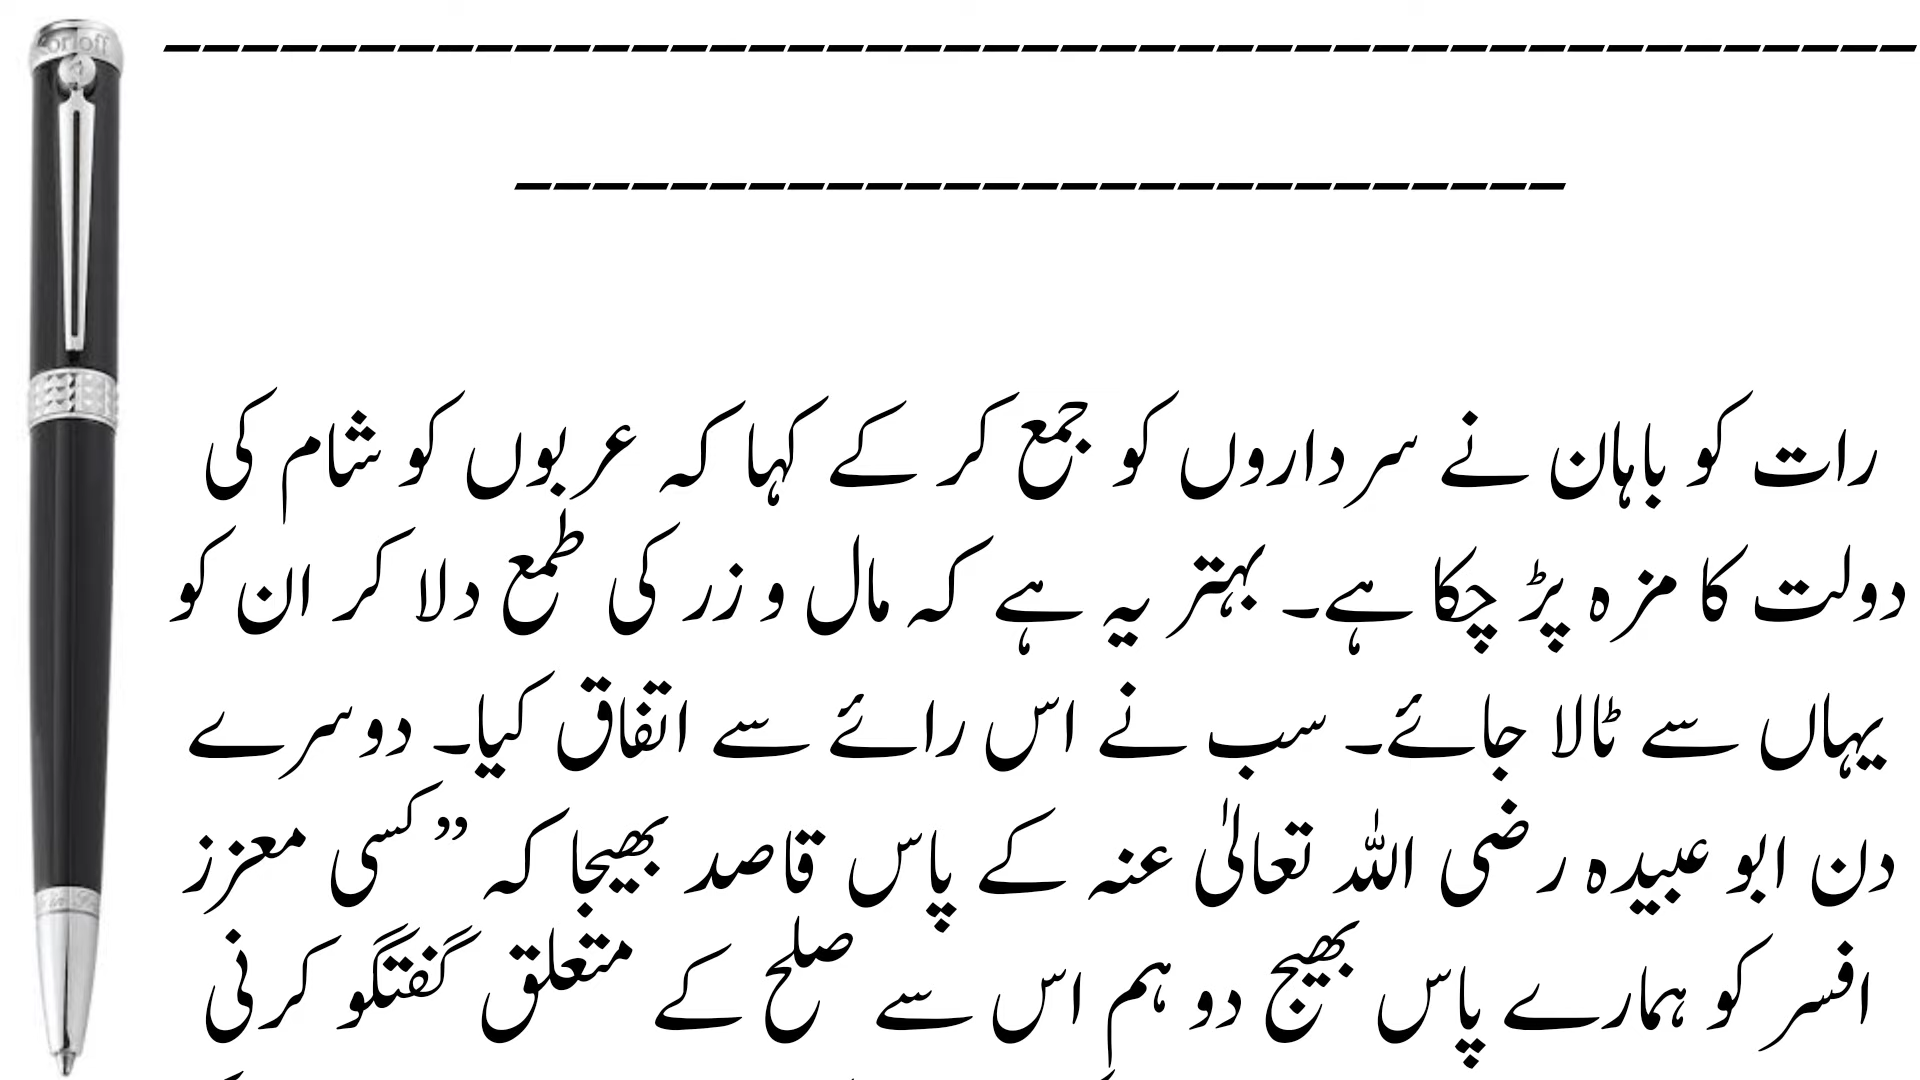 Korloff
رات کو باہان نے سرداروں کو جمع کر کے کہا کہ عربوں کو شام کی
دولت کا مزہ پڑ چکا ہے۔ بہتر یہ ہے کہ مال و زر کی طمع دلا کر ان کو
یہاں سے ٹالا جائے۔ سب نے اس رائے سے اتفاق کیا۔ دوسرے
دن ابو عبیدہ رضی اللہ تعالیٰ عنہ کے پاس قاصد بھیجا کہ ”کسی معزز
افسر کو ہمارے پاس بھیج دو ہم اس سے صلح کے متعلق گفتگو کرنی